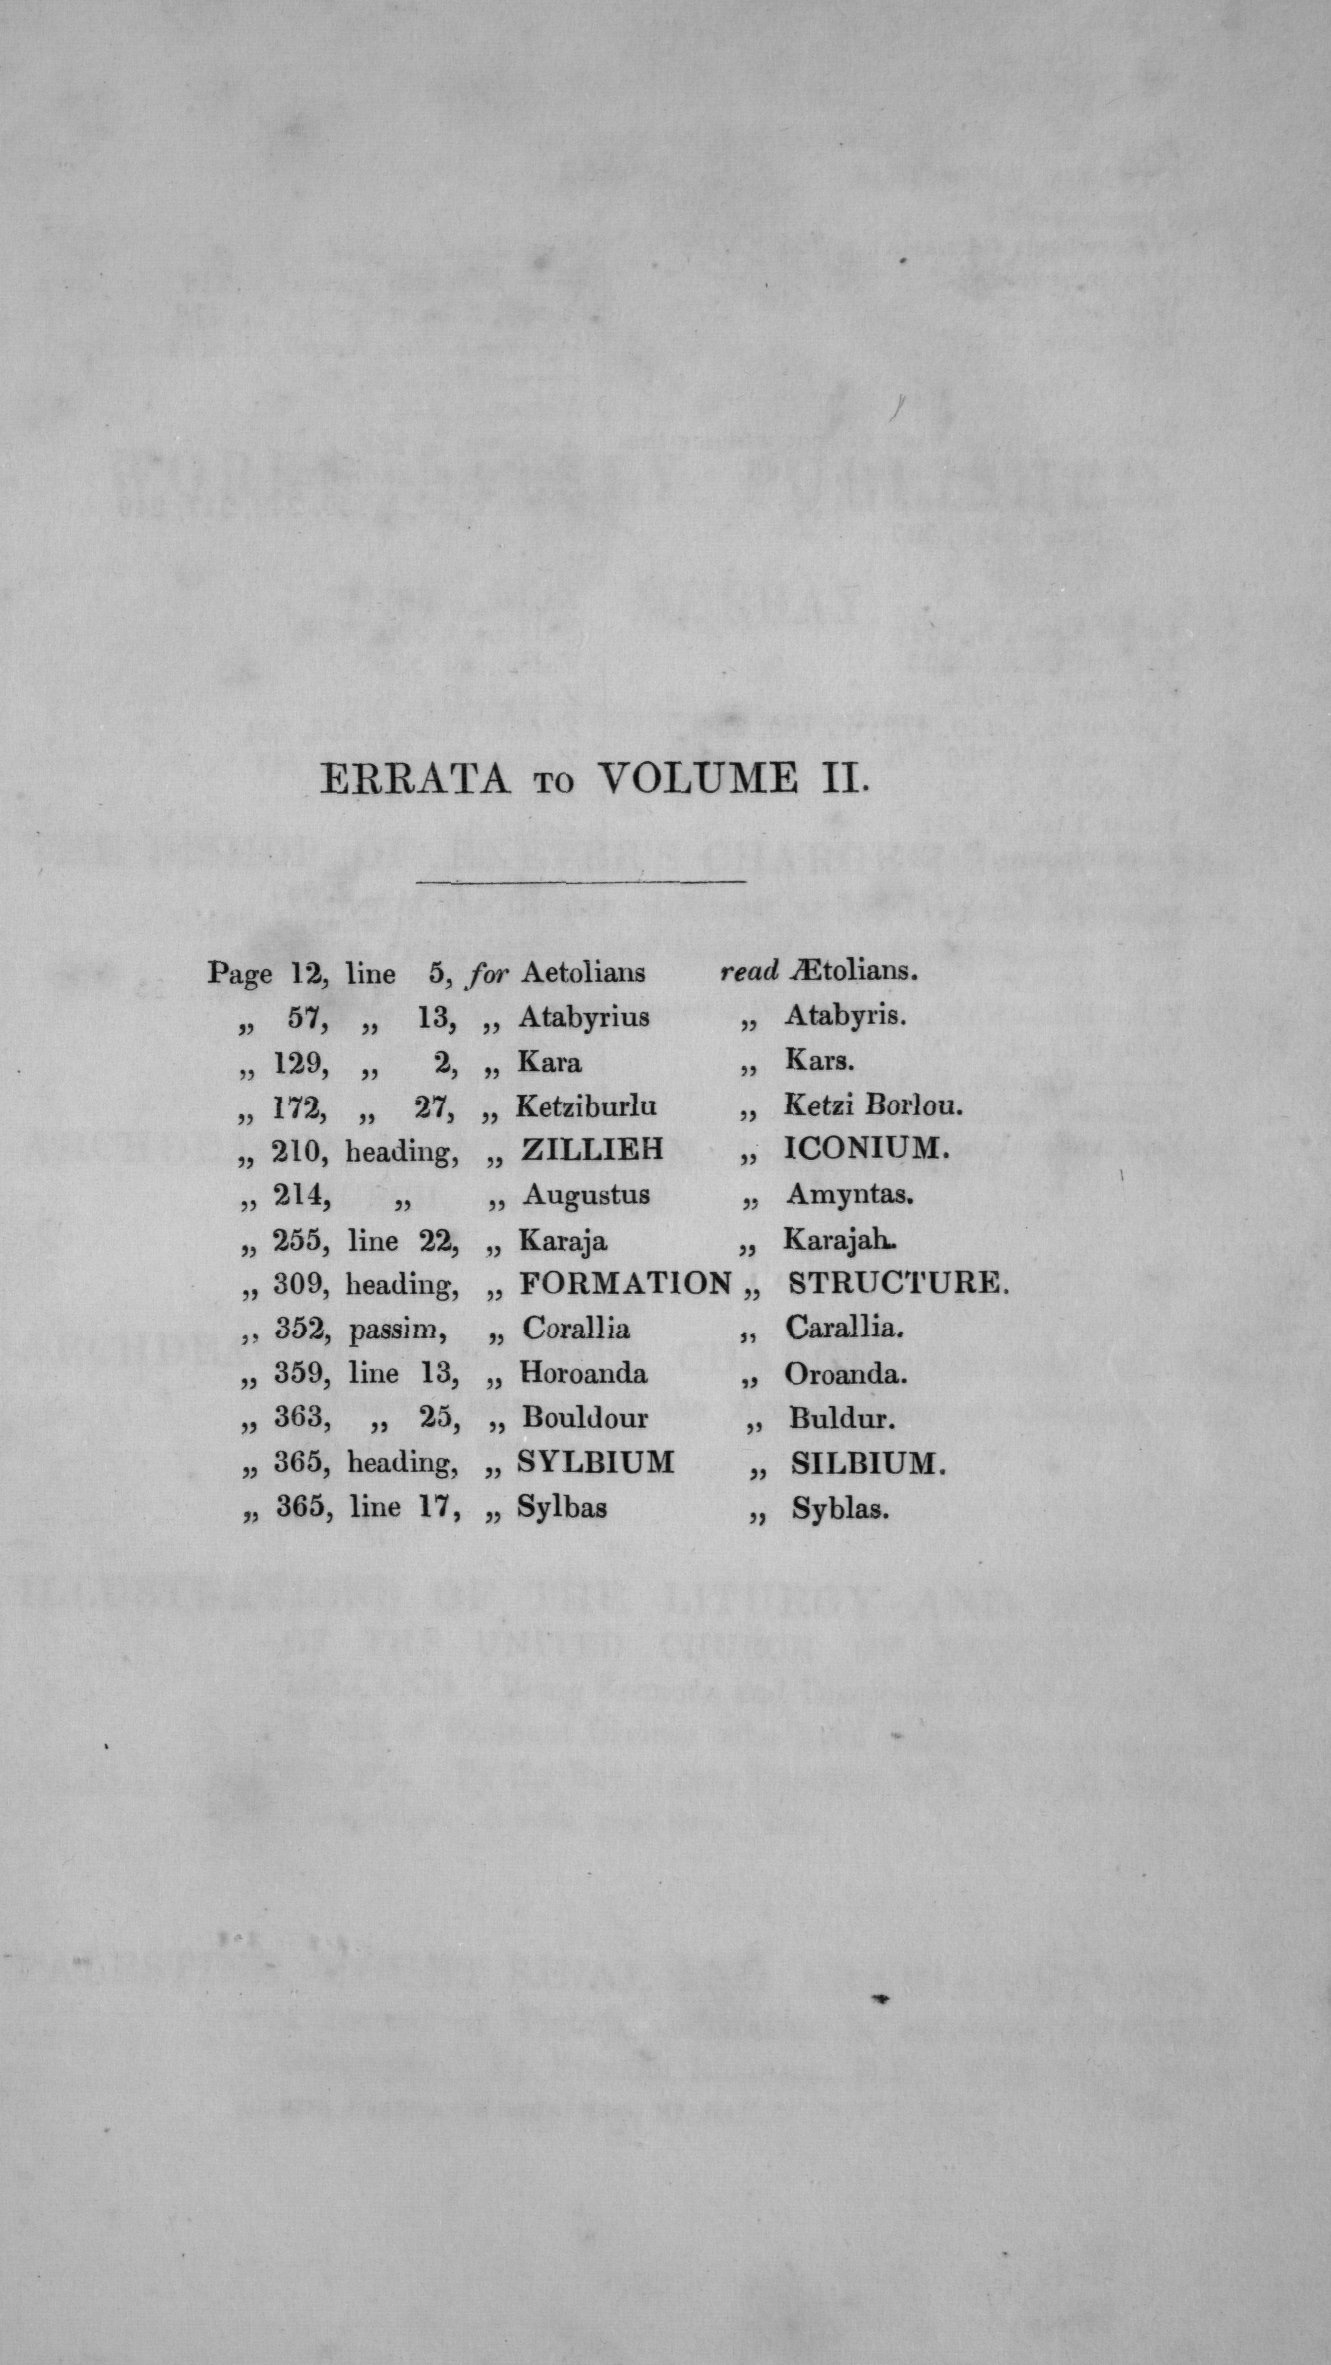 ERRATA TO VOLUME II.
Page 12, line 5, for Aetolians read Ætolians.
„ 57, „ 13, „ Atabyrius „ Atabyris.
„ 129, „ 2, „ Kara „ Kars.
„ 172, „ 27, „ Ketziburlu „ Ketzi Borlou.
„ 210, heading, „ ZILLIEH „ ICONIUM.
„ 214, „ „ Augustus „ Amyntas.
„ 255, line 22, „ Karaja „ Karajah.
„ 309, heading, „ FORMATION „ STRUCTURE.
„ 352, passim, „ Corallia „ Carallia.
„ 359, line 13, „ Horoanda „ Oroanda.
„ 363, „ 25, „ Bouldour „ Buldur.
„ 365, heading, „ SYLBIUM „ SILBIUM.
„ 365, line 17, „ Sylbas „ Syblas.